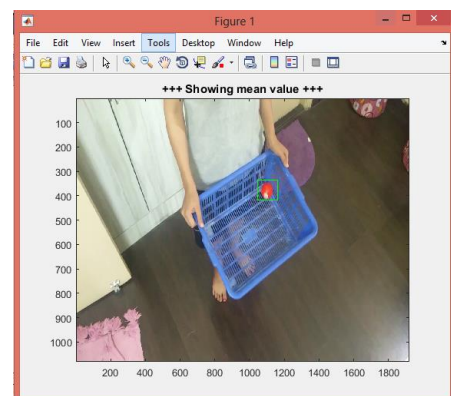 Figure 1
File Edit View Insert Tools Desktop Window Help
+++ Showing mean value +++
100
200
300
400
500
600
700
800
900
1000
200 400 600 800 1000 1200 1400 1600 1800